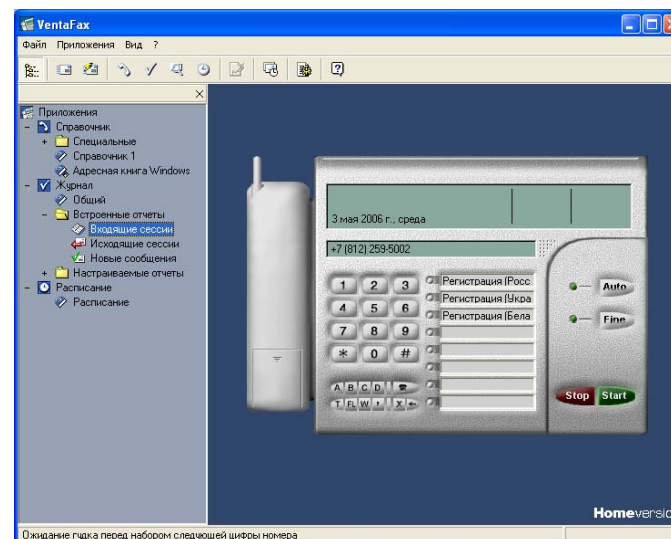 VentaFax
Файл Приложения Вид ?
Приложения
Справочник
Специальные
Справочник 1
Адресная книга Windows
Журнал
Общий
Встроенные отчеты
Входящие сессии
Исходящие сессии
Новые сообщения
Настраиваемые отчеты
Расписание
Расписание
3 мая 2006 г., среда
+7 (812) 259-5002
1 2 3
4 5 6
7 8 9
* 0 #
A B C D
T FL W , X
Регистрация (Росс
Регистрация (Укра
Регистрация (Бела
Auto
Fine
Stop Start
Homeversio
Ожидание гудка перед набором следующей цифры номера